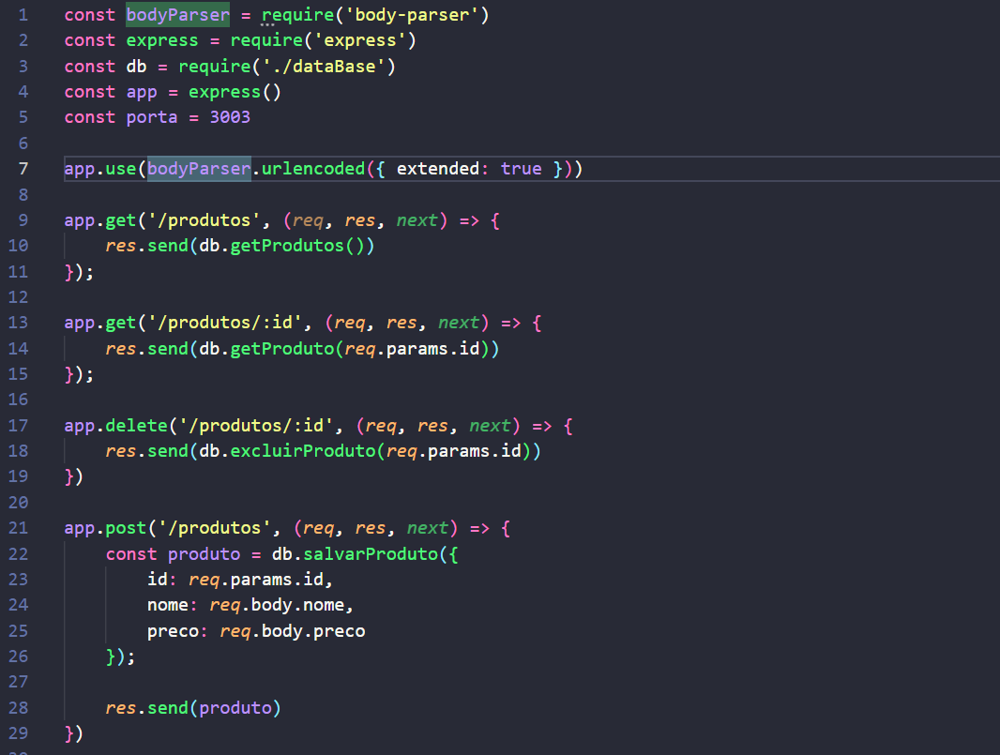 1 const bodyParser = require('body-parser')
2 const express = require('express')
3 const db = require('./dataBase')
4 const app = express()
5 const porta = 3003
6
7 app.use(bodyParser.urlencoded({ extended: true }))
8
9 app.get('/produtos', (req, res, next) => {
10     res.send(db.getProdutos())
11 });
12
13 app.get('/produtos/:id', (req, res, next) => {
14     res.send(db.getProduto(req.params.id))
15 });
16
17 app.delete('/produtos/:id', (req, res, next) => {
18     res.send(db.excluirProduto(req.params.id))
19 })
20
21 app.post('/produtos', (req, res, next) => {
22     const produto = db.salvarProduto({
23         id: req.params.id,
24         nome: req.body.nome,
25         preco: req.body.preco
26     });
27
28     res.send(produto)
29 })